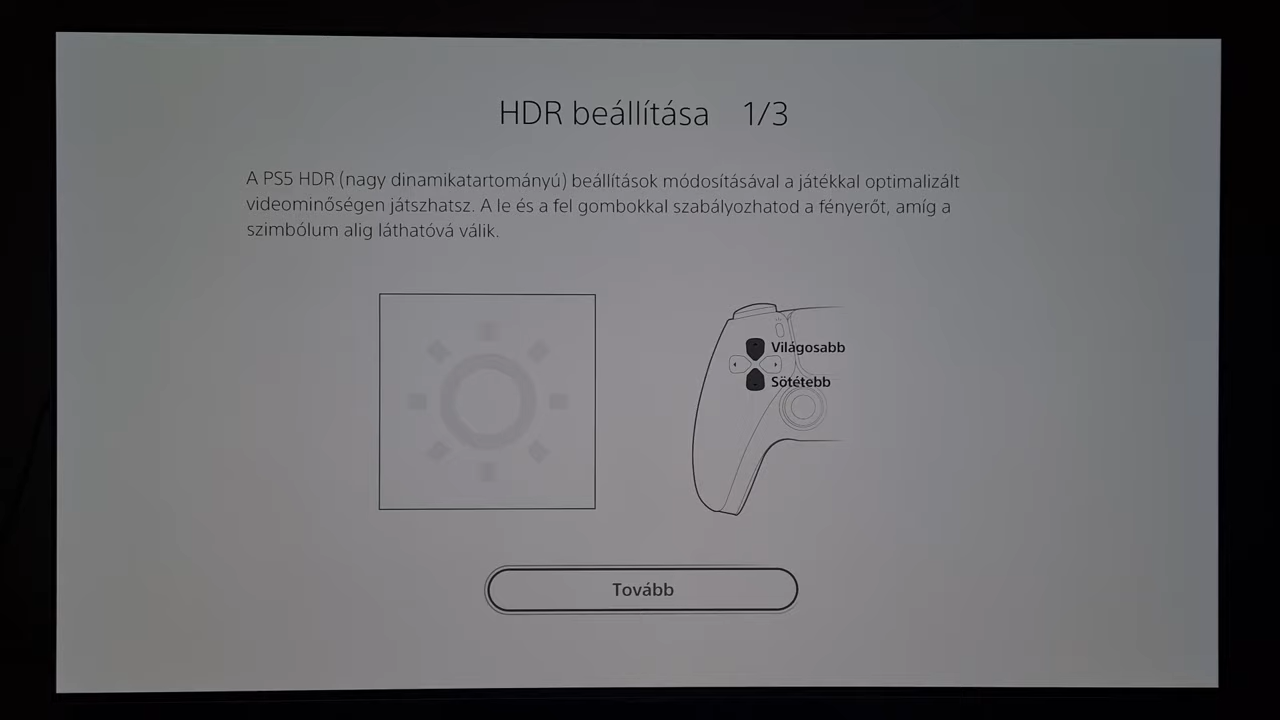 HDR beállítása 1/3
A PS5 HDR (nagy dinamikatartományú) beállítások módosításával a játékkal optimalizált
videominőségen játszhatsz. A le és a fel gombokkal szabályozhatod a fényerőt, amíg a
szimbólum alig láthatóvá válik.
Világosabb
Sötétebb
Tovább